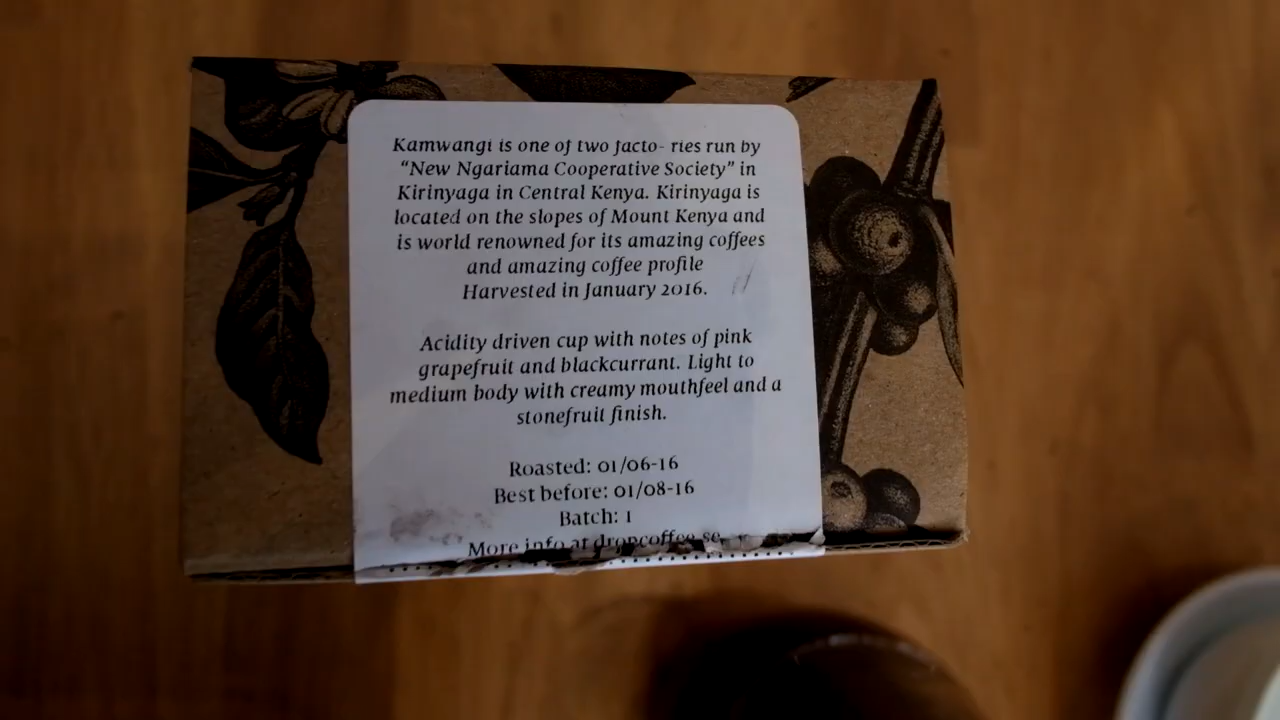 Kamwangi is one of two facto- ries run by
“New Ngariama Cooperative Society” in
Kirinyaga in Central Kenya. Kirinyaga is
located on the slopes of Mount Kenya and
is world renowned for its amazing coffees
and amazing coffee profile
Harvested in January 2016.
Acidity driven cup with notes of pink
grapefruit and blackcurrant. Light to
medium body with creamy mouthfeel and a
stonefruit finish.
Roasted: 01/06-16
Best before: 01/08-16
Batch: 1
More info at dropcoffee.se